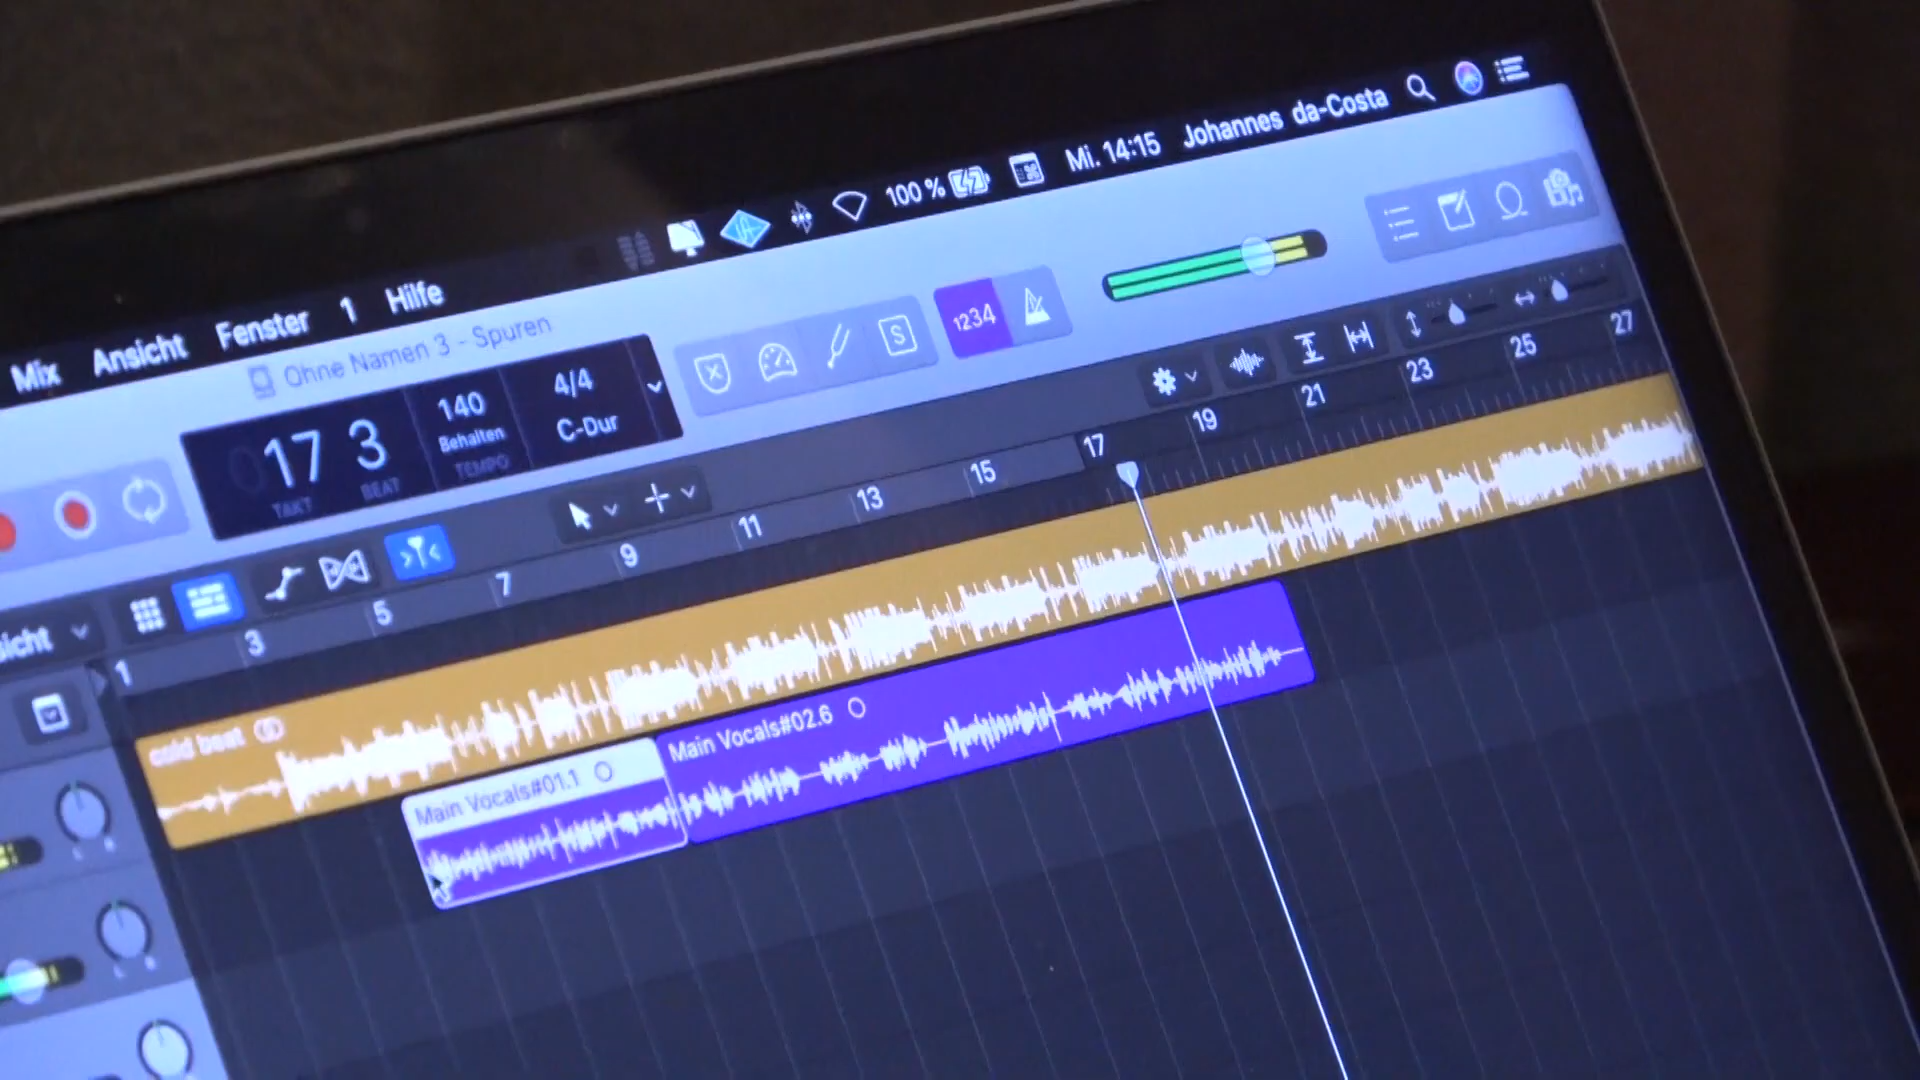 Mix Ansicht Fenster 1 Hilfe 100 % Mi. 14:15 Johannes da-Costa
Ohne Namen 3 - Spuren
17 3 140 4/4
Behalten C-Dur
TAKT BEAT TEMPO
S 1234
1 3 5 7 9 11 13 15 17 19 21 23 25 27
cold beat
Main Vocals#01.1
Main Vocals#02.6